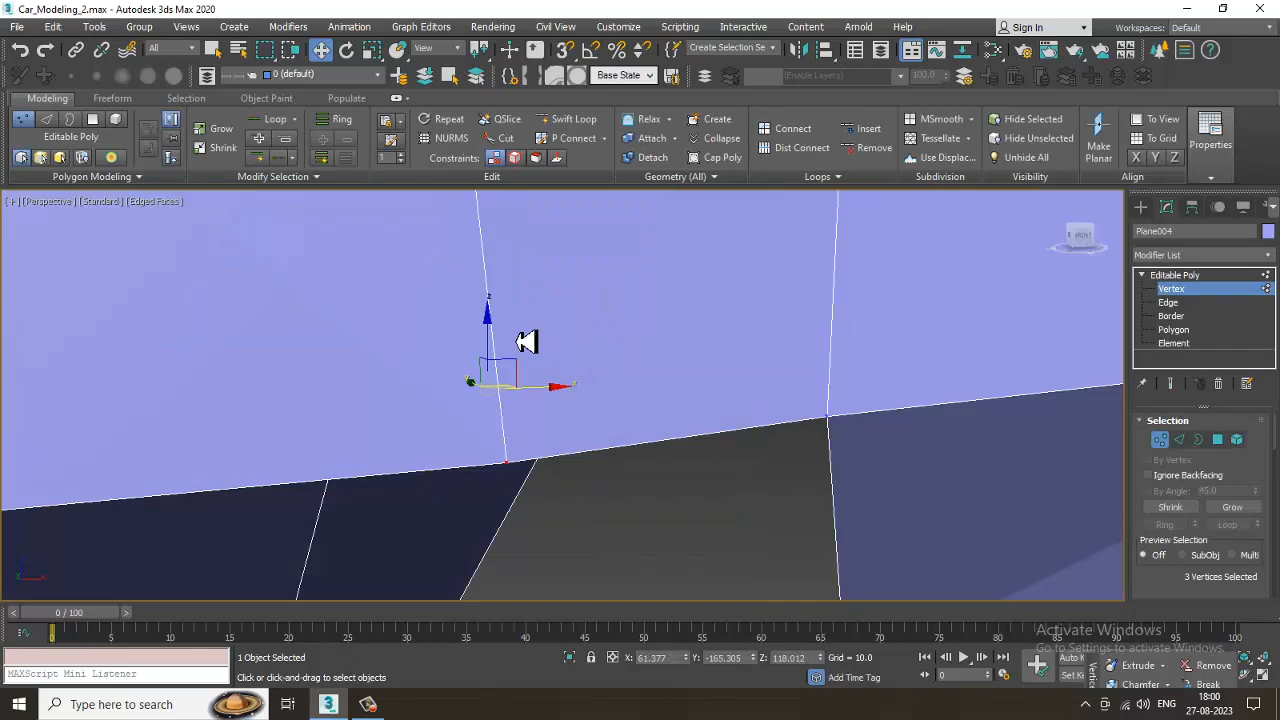 Car_Modeling_2.max - Autodesk 3ds Max 2020
File Edit Tools Group Views Create Modifiers Animation Graph Editors Rendering Civil View Customize Scripting Interactive Content Arnold Help Sign In Workspaces: Default
All View Create Selection Se
0 (default) Base State (Enable Layers) 100.0
Modeling Freeform Selection Object Paint Populate
Grow Loop Ring Repeat QSlice Swift Loop Relax Create Connect Insert MSmooth Hide Selected To View
Editable Poly Shrink NURMS Cut P Connect Attach Collapse Dist Connect Remove Tessellate Hide Unselected Make Planar To Grid Properties
1 Constraints: Detach Cap Poly Use Displac... Unhide All X Y Z
Polygon Modeling Modify Selection Edit Geometry (All) Loops Subdivision Visibility Align
[+] [Perspective] [Standard] [Edged Faces]
FRONT
Plane004
Modifier List
Editable Poly
Vertex
Edge
Border
Polygon
Element
Selection
By Vertex
Ignore Backfacing
By Angle: 45.0
Shrink Grow
Ring Loop
Preview Selection
Off SubObj Multi
3 Vertices Selected
0 / 100
0 5 10 15 20 25 30 35 40 45 50 55 60 65 70 75 80 85 90 95 100
Activate Windows
Go to Settings to activate Windows.
1 Object Selected X: 61.377 Y: -165.305 Z: 118.012 Grid = 10.0 Auto K Extrude Remove
MAXScript Mini Listener Click or click-and-drag to select objects Add Time Tag 0 Set K Vertices Chamfer Break
Type here to search ENG 18:00
27-08-2023